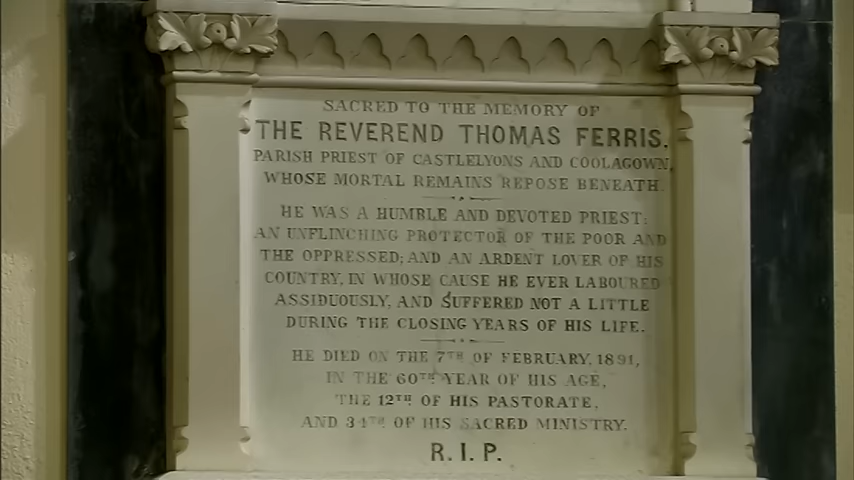 SACRED TO THE MEMORY OF
THE REVEREND THOMAS FERRIS.
PARISH PRIEST OF CASTLELYONS AND COOLAGOWN,
WHOSE MORTAL REMAINS REPOSE BENEATH.
HE WAS A HUMBLE AND DEVOTED PRIEST:
AN UNFLINCHING PROTECTOR OF THE POOR AND
THE OPPRESSED; AND AN ARDENT LOVER OF HIS
COUNTRY, IN WHOSE CAUSE HE EVER LABOURED
ASSIDUOUSLY, AND SUFFERED NOT A LITTLE
DURING THE CLOSING YEARS OF HIS LIFE.
HE DIED ON THE 7TH OF FEBRUARY, 1891,
IN THE 60TH YEAR OF HIS AGE,
THE 12TH OF HIS PASTORATE,
AND 34TH OF HIS SACRED MINISTRY.
R. I. P.